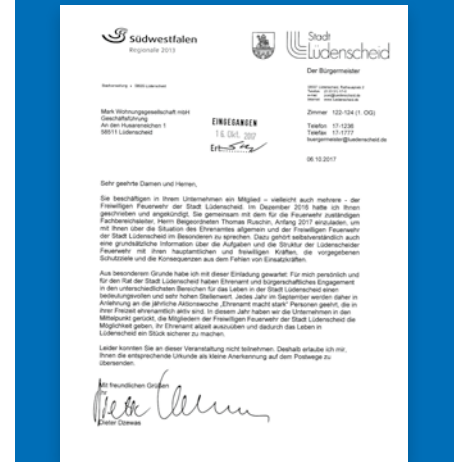 Südwestfalen
Regionale 2013
Stadt
Lüdenscheid
Der Bürgermeister
Mark Wohnungsgesellschaft mbH
Geschäftsführung
An den Husarenreichen 1
58511 Lüdenscheid
EINGEGANGEN
16. Okt. 2017
Erl.
Zimmer 122-124 (1. OG)
Telefon 17-1236
Telefax 17-1777
buergermeister@luedenscheid.de
06.10.2017
Sehr geehrte Damen und Herren,
Sie beschäftigen in Ihrem Unternehmen ein Mitglied – vielleicht auch mehrere - der
Freiwilligen Feuerwehr der Stadt Lüdenscheid. Im Dezember 2016 hatte ich Ihnen
geschrieben und angekündigt, Sie gemeinsam mit dem für die Feuerwehr zuständigen
Fachbereichsleiter, Herrn Beigeordneten Thomas Ruschin, Anfang 2017 einzuladen, um
mit Ihnen über die Situation des Ehrenamtes allgemein und der Freiwilligen Feuerwehr
der Stadt Lüdenscheid im Besonderen zu sprechen. Dazu gehört selbstverständlich auch
eine grundsätzliche Information über die Aufgaben und die Struktur der Lüdenscheider
Feuerwehr mit ihren hauptamtlichen und freiwilligen Kräften, die vorgegebenen
Schutzziele und die Konsequenzen aus dem Fehlen von Einsatzkräften.
Aus besonderem Grunde habe ich mit dieser Einladung gewartet: Für mich persönlich und
für den Rat der Stadt Lüdenscheid haben Ehrenamt und bürgerschaftliches Engagement
in den unterschiedlichsten Bereichen für das Leben in der Stadt Lüdenscheid einen
bedeutungsvollen und sehr hohen Stellenwert. Jedes Jahr im September werden daher in
Anlehnung an die jährliche Aktionswoche „Ehrenamt macht stark“ Personen geehrt, die in
ihrer Freizeit ehrenamtlich aktiv sind. In diesem Jahr haben wir die Unternehmen in den
Mittelpunkt gerückt, die Mitgliedern der Freiwilligen Feuerwehr der Stadt Lüdenscheid die
Möglichkeit geben, ihr Ehrenamt allzeit auszuüben und dadurch das Leben in
Lüdenscheid ein Stück sicherer zu machen.
Leider konnten Sie an dieser Veranstaltung nicht teilnehmen. Deshalb erlaube ich mir,
Ihnen die entsprechende Urkunde als kleine Anerkennung auf dem Postwege zu
übersenden.
Mit freundlichen Grüßen
Ihr
Dieter Dzewas